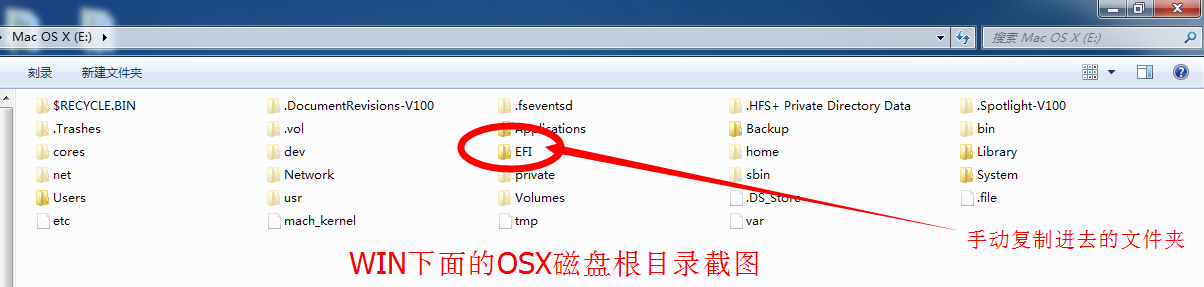 Mac OS X (E:)
搜索 Mac OS X (E:)
刻录 新建文件夹
$RECYCLE.BIN .DocumentRevisions-V100 .fseventsd .HFS+ Private Directory Data .Spotlight-V100
.Trashes .vol Applications Backup bin
cores dev EFI home Library
net Network private sbin System
Users usr Volumes .DS_Store .file
etc mach_kernel tmp var
手动复制进去的文件夹
WIN下面的OSX磁盘根目录截图